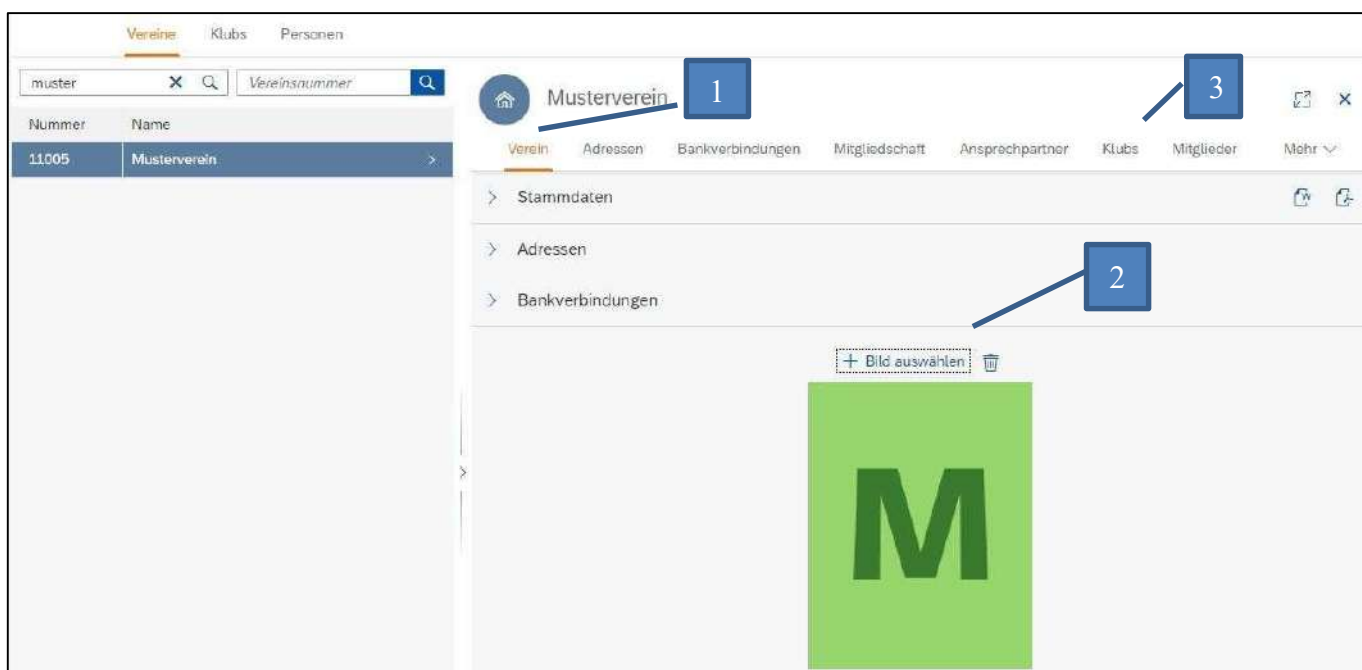 Vereine Klubs Personen
muster Vereinsnummer
Nummer Name
11005 Musterverein
Musterverein
1
3
Verein Adressen Bankverbindungen Mitgliedschaft Ansprechpartner Klubs Mitglieder Mehr
Stammdaten
Adressen
Bankverbindungen
2
+ Bild auswählen
M